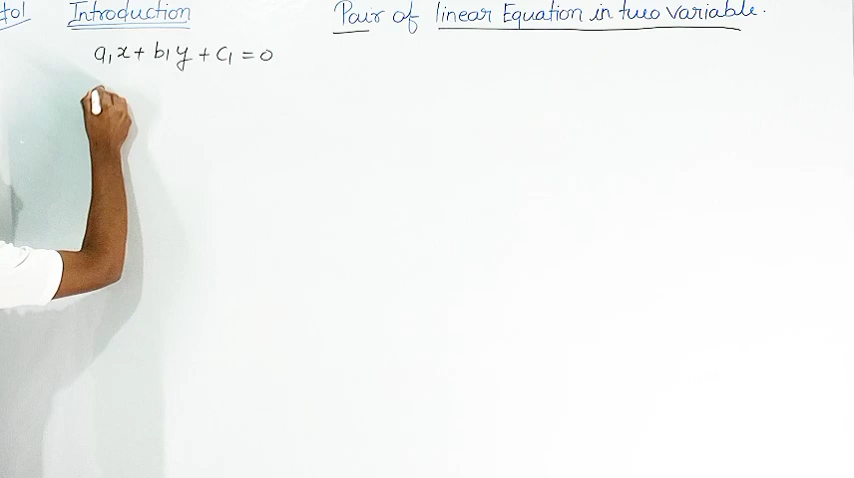 Introduction
Pair of linear Equation in two variable.
a₁x + b₁y + c₁ = 0